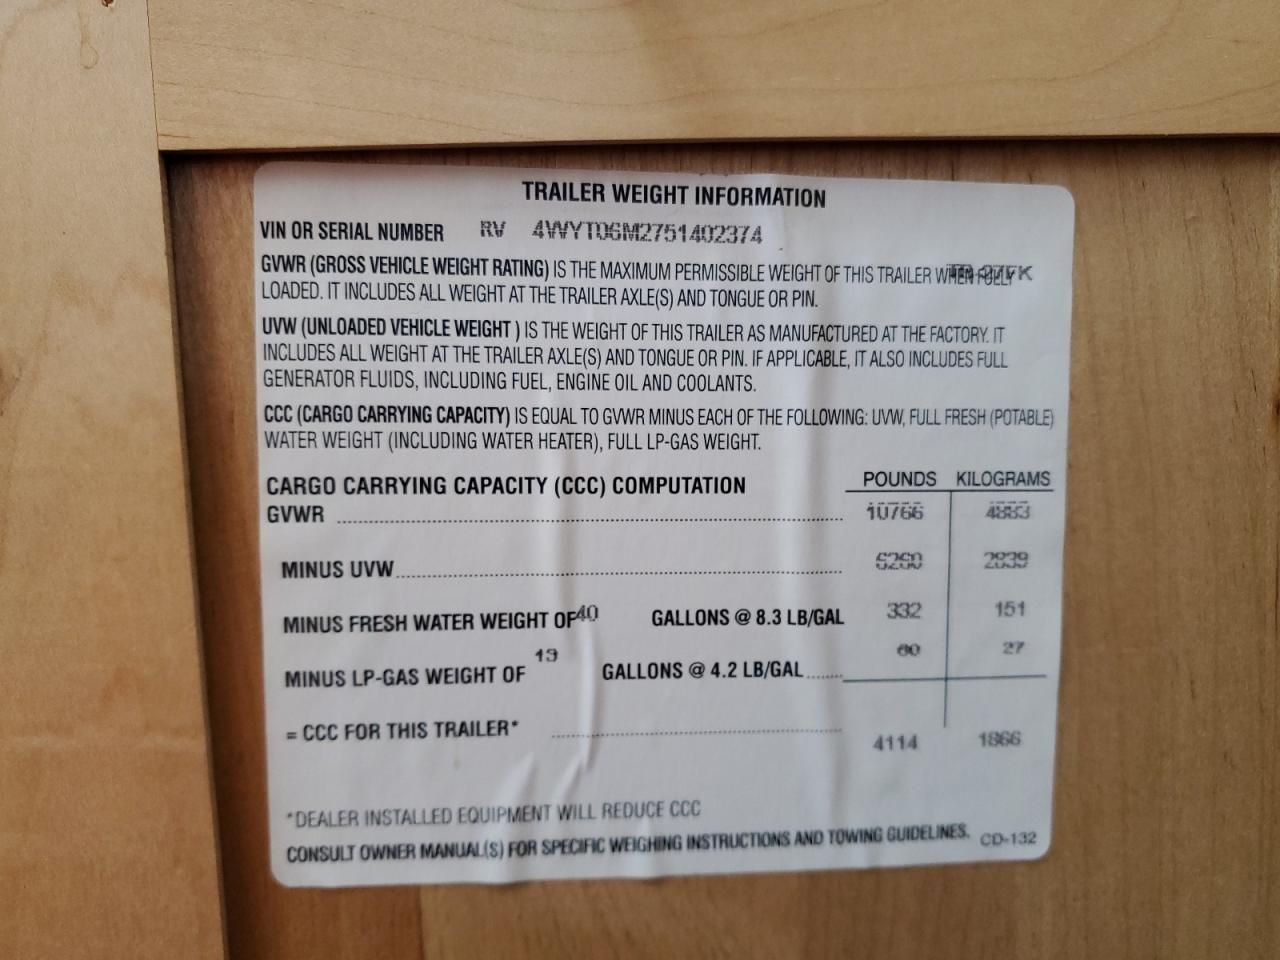 TRAILER WEIGHT INFORMATION
VIN OR SERIAL NUMBER RV 4WYT06M2751402374
GVWR (GROSS VEHICLE WEIGHT RATING) IS THE MAXIMUM PERMISSIBLE WEIGHT OF THIS TRAILER WHEN FULLY
LOADED. IT INCLUDES ALL WEIGHT AT THE TRAILER AXLE(S) AND TONGUE OR PIN.
UVW (UNLOADED VEHICLE WEIGHT ) IS THE WEIGHT OF THIS TRAILER AS MANUFACTURED AT THE FACTORY. IT
INCLUDES ALL WEIGHT AT THE TRAILER AXLE(S) AND TONGUE OR PIN. IF APPLICABLE, IT ALSO INCLUDES FULL
GENERATOR FLUIDS, INCLUDING FUEL, ENGINE OIL AND COOLANTS.
CCC (CARGO CARRYING CAPACITY) IS EQUAL TO GVWR MINUS EACH OF THE FOLLOWING: UVW, FULL FRESH (POTABLE)
WATER WEIGHT (INCLUDING WATER HEATER), FULL LP-GAS WEIGHT.
CARGO CARRYING CAPACITY (CCC) COMPUTATION POUNDS KILOGRAMS
GVWR 10766 4883
MINUS UVW 6260 2839
MINUS FRESH WATER WEIGHT OF 40 GALLONS @ 8.3 LB/GAL 332 151
MINUS LP-GAS WEIGHT OF GALLONS @ 4.2 LB/GAL 60 27
= CCC FOR THIS TRAILER* 4114 1866
*DEALER INSTALLED EQUIPMENT WILL REDUCE CCC
CONSULT OWNER MANUAL(S) FOR SPECIFIC WEIGHING INSTRUCTIONS AND TOWING GUIDELINES. CD-132